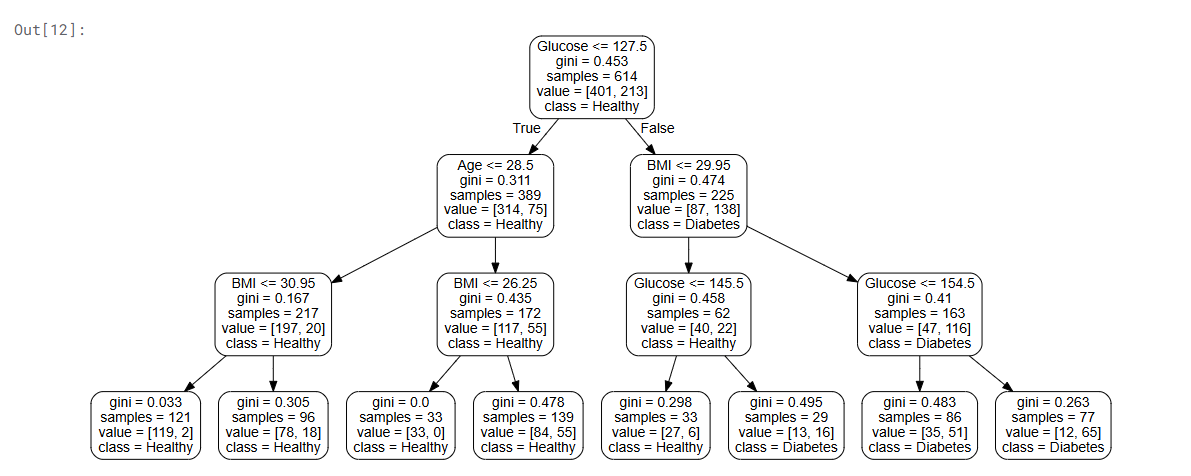 Out[12]:
Glucose <= 127.5
gini = 0.453
samples = 614
value = [401, 213]
class = Healthy
True
False
Age <= 28.5
gini = 0.311
samples = 389
value = [314, 75]
class = Healthy
BMI <= 29.95
gini = 0.474
samples = 225
value = [87, 138]
class = Diabetes
BMI <= 30.95
gini = 0.167
samples = 217
value = [197, 20]
class = Healthy
BMI <= 26.25
gini = 0.435
samples = 172
value = [117, 55]
class = Healthy
Glucose <= 145.5
gini = 0.458
samples = 62
value = [40, 22]
class = Healthy
Glucose <= 154.5
gini = 0.41
samples = 163
value = [47, 116]
class = Diabetes
gini = 0.033
samples = 121
value = [119, 2]
class = Healthy
gini = 0.305
samples = 96
value = [78, 18]
class = Healthy
gini = 0.0
samples = 33
value = [33, 0]
class = Healthy
gini = 0.478
samples = 139
value = [84, 55]
class = Healthy
gini = 0.298
samples = 33
value = [27, 6]
class = Healthy
gini = 0.495
samples = 29
value = [13, 16]
class = Diabetes
gini = 0.483
samples = 86
value = [35, 51]
class = Diabetes
gini = 0.263
samples = 77
value = [12, 65]
class = Diabetes